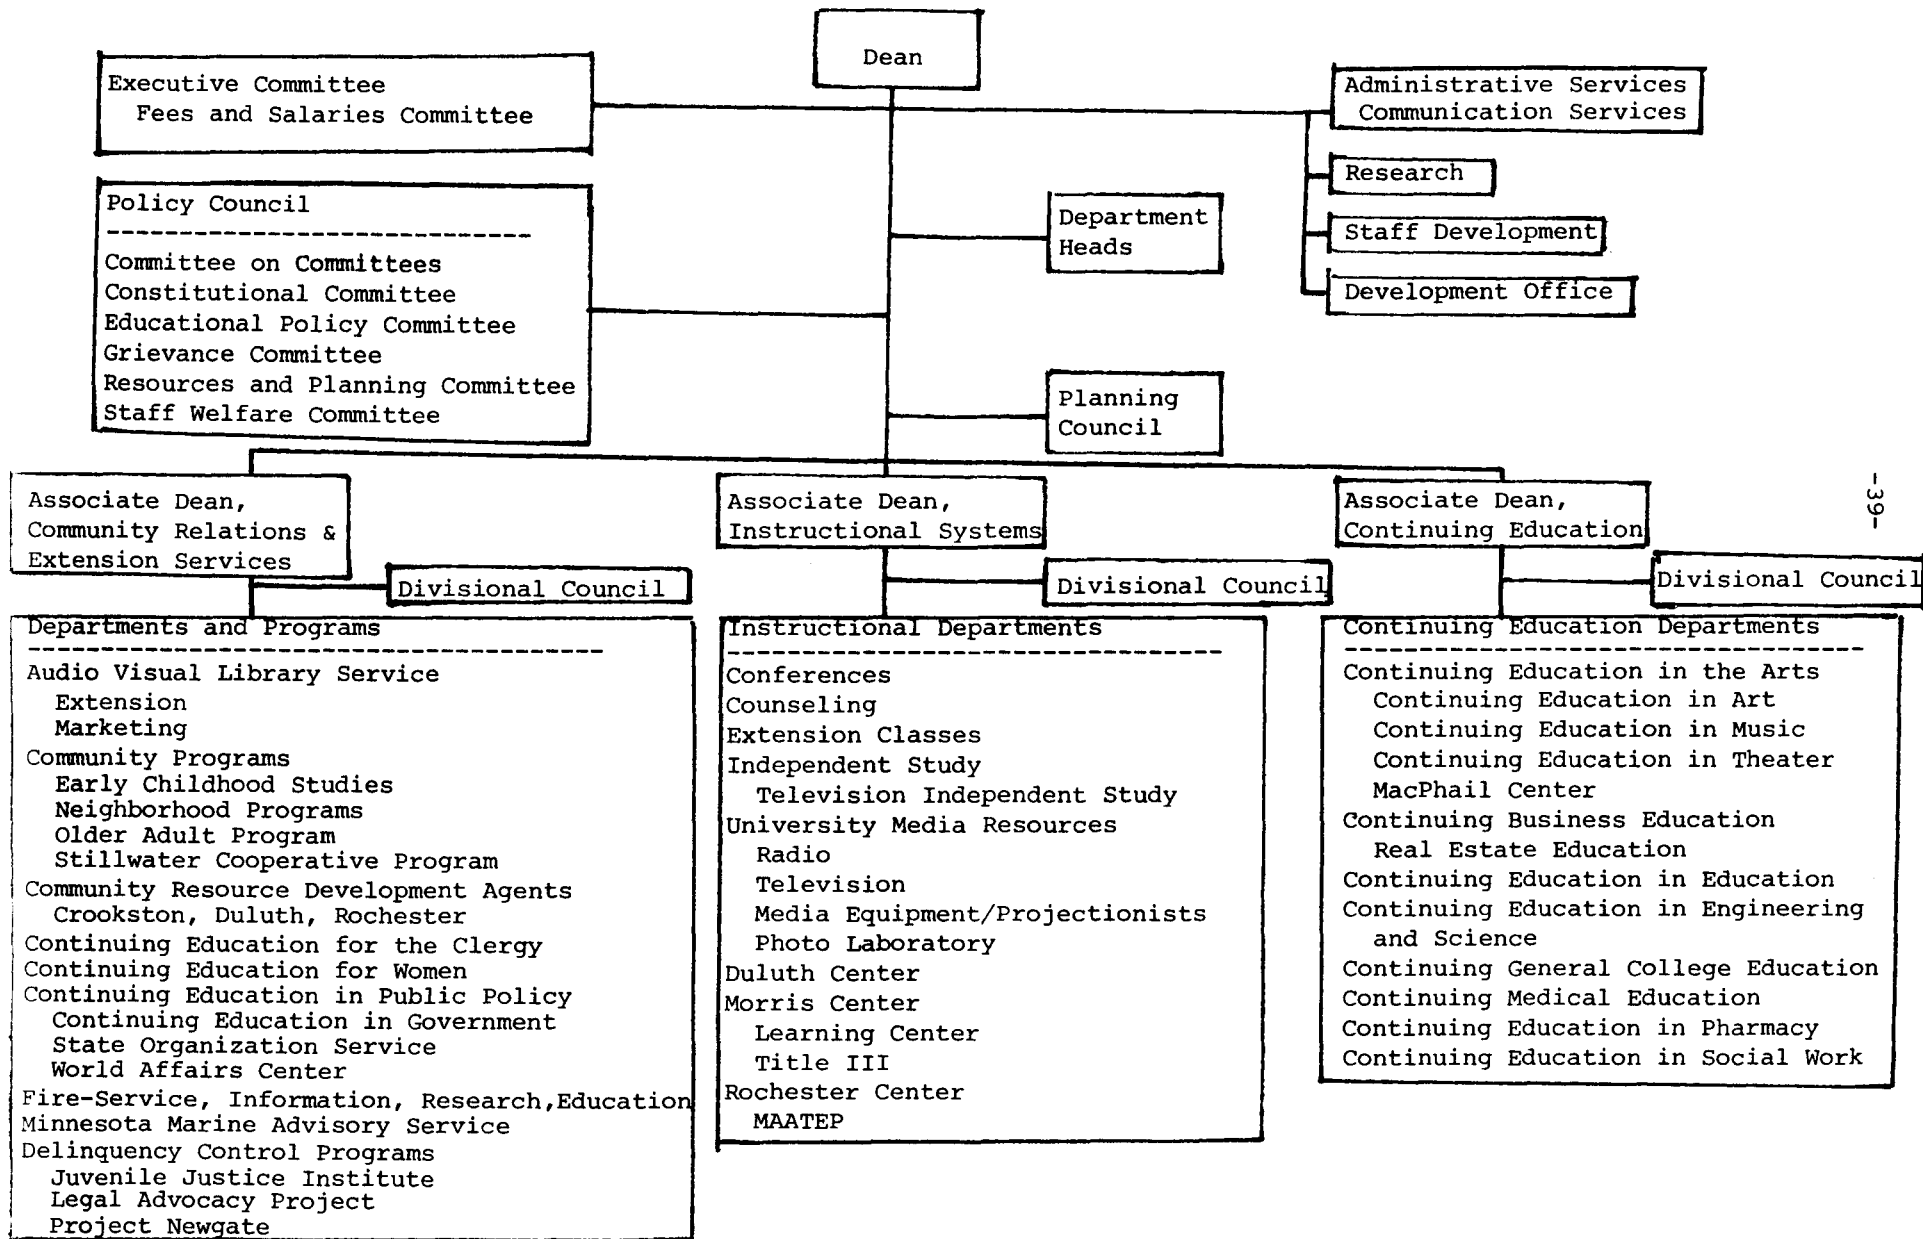 Dean
Executive Committee
Fees and Salaries Committee
Administrative Services
Communication Services
Research
Staff Development
Development Office
Policy Council
------------------------------
Committee on Committees
Constitutional Committee
Educational Policy Committee
Grievance Committee
Resources and Planning Committee
Staff Welfare Committee
Department
Heads
Planning
Council
-39-
Associate Dean,
Community Relations &
Extension Services
Divisional Council
Associate Dean,
Instructional Systems
Divisional Council
Associate Dean,
Continuing Education
Divisional Council
Departments and Programs
------------------------------
Audio Visual Library Service
Extension
Marketing
Community Programs
Early Childhood Studies
Neighborhood Programs
Older Adult Program
Stillwater Cooperative Program
Community Resource Development Agents
Crookston, Duluth, Rochester
Continuing Education for the Clergy
Continuing Education for Women
Continuing Education in Public Policy
Continuing Education in Government
State Organization Service
World Affairs Center
Fire-Service, Information, Research,Education
Minnesota Marine Advisory Service
Delinquency Control Programs
Juvenile Justice Institute
Legal Advocacy Project
Project Newgate
Instructional Departments
------------------------------
Conferences
Counseling
Extension Classes
Independent Study
Television Independent Study
University Media Resources
Radio
Television
Media Equipment/Projectionists
Photo Laboratory
Duluth Center
Morris Center
Learning Center
Title III
Rochester Center
MAATEP
Continuing Education Departments
------------------------------
Continuing Education in the Arts
Continuing Education in Art
Continuing Education in Music
Continuing Education in Theater
MacPhail Center
Continuing Business Education
Real Estate Education
Continuing Education in Education
Continuing Education in Engineering
and Science
Continuing General College Education
Continuing Medical Education
Continuing Education in Pharmacy
Continuing Education in Social Work